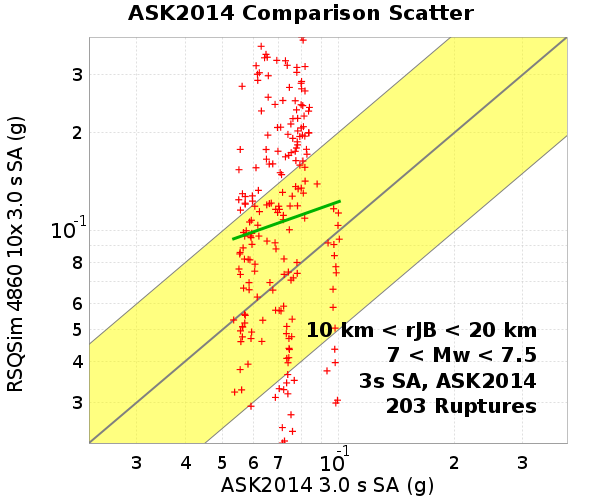 ASK2014 Comparison Scatter
RSQSim 4860 10x 3.0 s SA (g)
3
2
10-1
8
6
5
4
3
10 km < rJB < 20 km
7 < Mw < 7.5
3s SA, ASK2014
203 Ruptures
3 4 5 6 7 10-1 2 3
ASK2014 3.0 s SA (g)